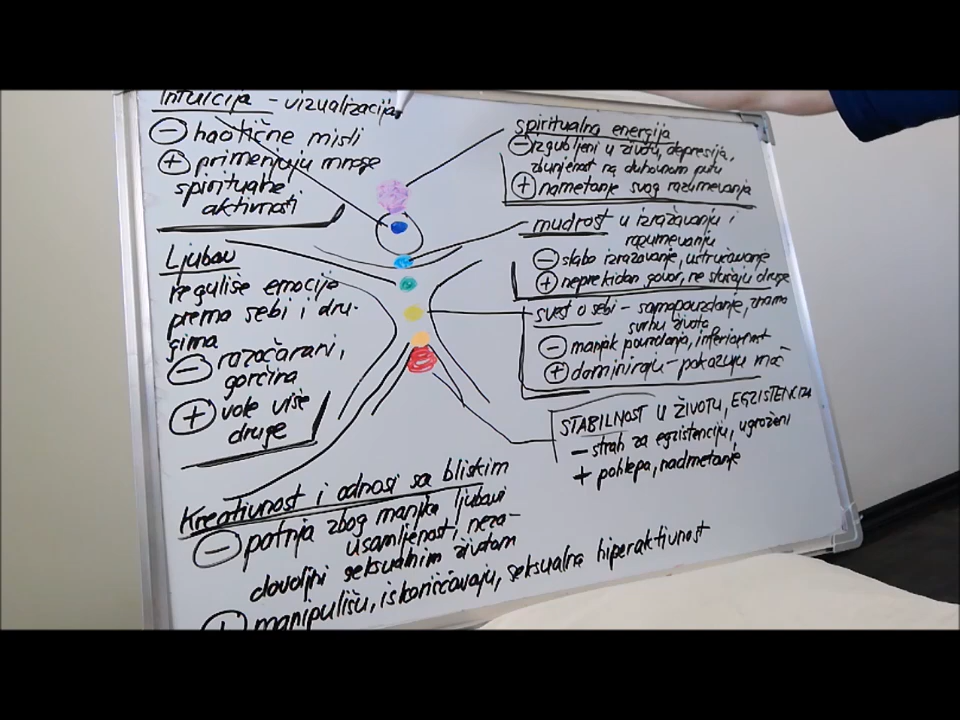 Intuicija - vizualizacija
- haotične misli
+ primenjuju mnoge
spiritualne
aktivnosti
Ljubav
reguliše emocije
prema sebi i dru-
gima
- razočarani,
gorčina
+ vole više
druge
Kreativnost i odnosi sa bliskim
- patnja zbog manjka ljubavi
usamljenost, neza-
dovoljni seksualnim životom
+ manipulišu, iskorišćavaju, seksualna hiperaktivnost
spiritualna energija
- izgubljeni u životu, depresija,
zbunjenost na duhovnom putu
+ nametanje svog razumevanja
mudrost u izražavanju i
razumevanju
- slabo izražavanje, ustručavanje
+ neprekidan govor, ne slušaju druge
svest o sebi - samopouzdanje, znamo
svrhu života
- manjak pouzdanja, inferiornost
+ dominiraju - pokazuju moć
STABILNOST U ŽIVOTU, EGZISTENCIJA
- strah za egzistenciju, ugroženi
+ pohlepa, nadmetanje